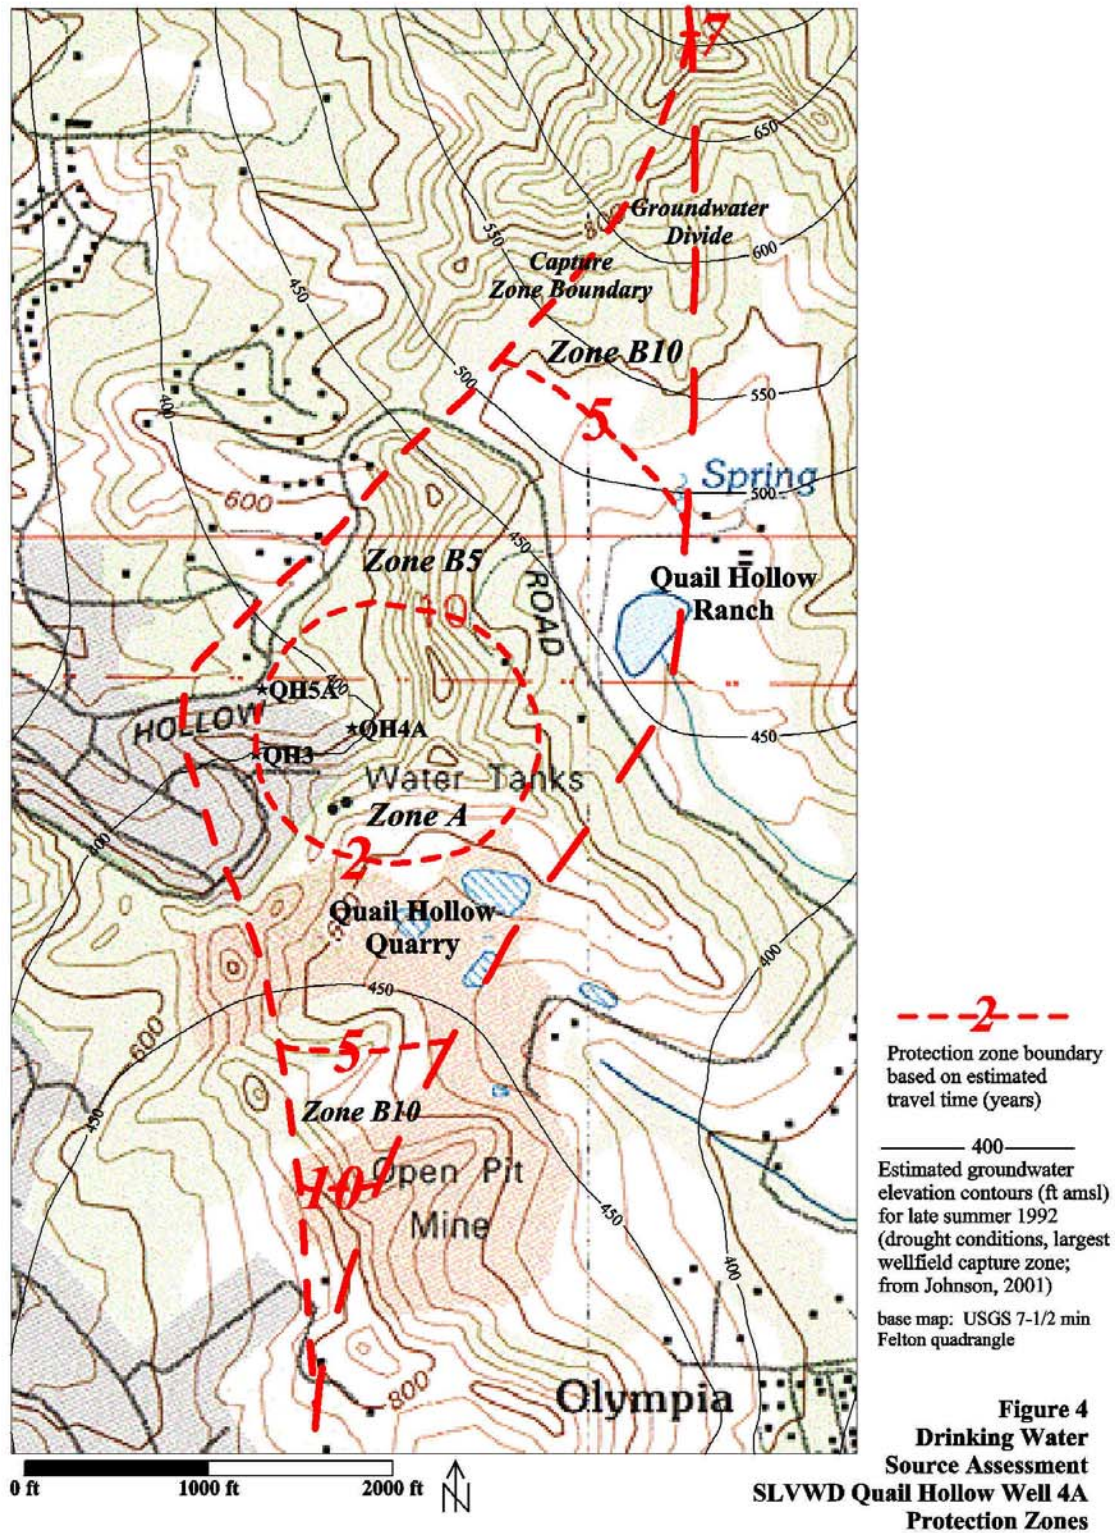 7
650
Groundwater
Divide
800
600
550
Capture
Zone Boundary
450
Zone B10
400
500
550
5
Spring
500
600
450
Zone B5
ROAD
Quail Hollow
Ranch
10
400
QH5A
HOLLOW
QH4A
QH3
450
Water Tanks
Zone A
400
2
Quail Hollow
Quarry
400
450
600
5
Zone B10
450
10
Open Pit
Mine
450
400
800
Olympia
2
Protection zone boundary
based on estimated
travel time (years)
400
Estimated groundwater
elevation contours (ft amsl)
for late summer 1992
(drought conditions, largest
wellfield capture zone;
from Johnson, 2001)
base map: USGS 7-1/2 min
Felton quadrangle
0 ft
1000 ft
2000 ft
N
Figure 4
Drinking Water
Source Assessment
SLVWD Quail Hollow Well 4A
Protection Zones